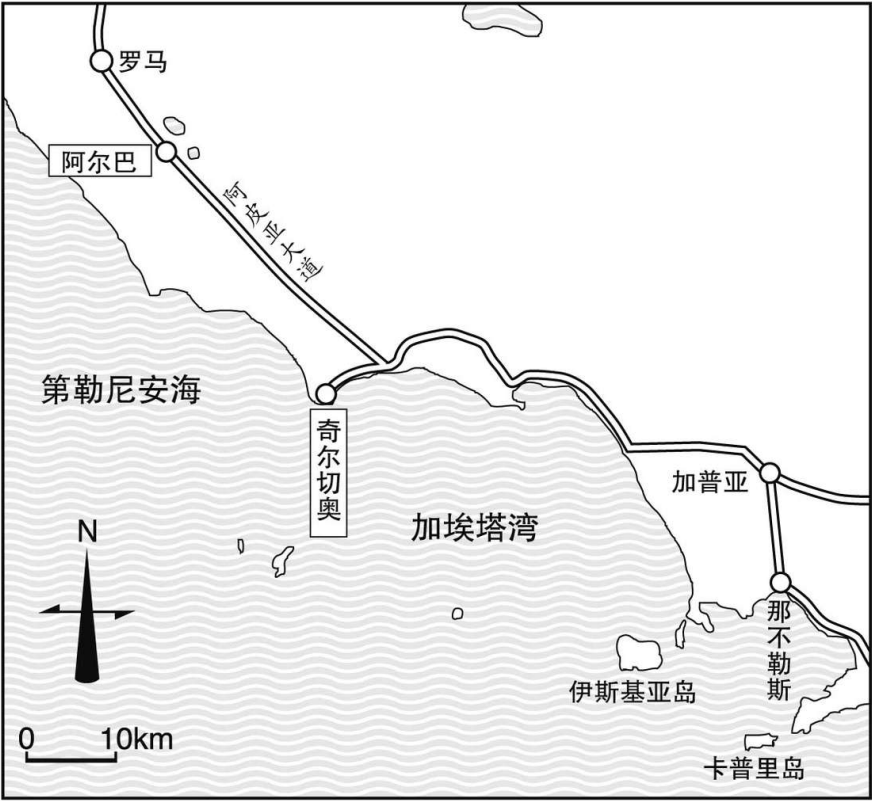 罗马
阿尔巴
阿皮亚大道
第勒尼安海
奇尔切奥
加普亚
加埃塔湾
N
那不勒斯
伊斯基亚岛
0 10km
卡普里岛